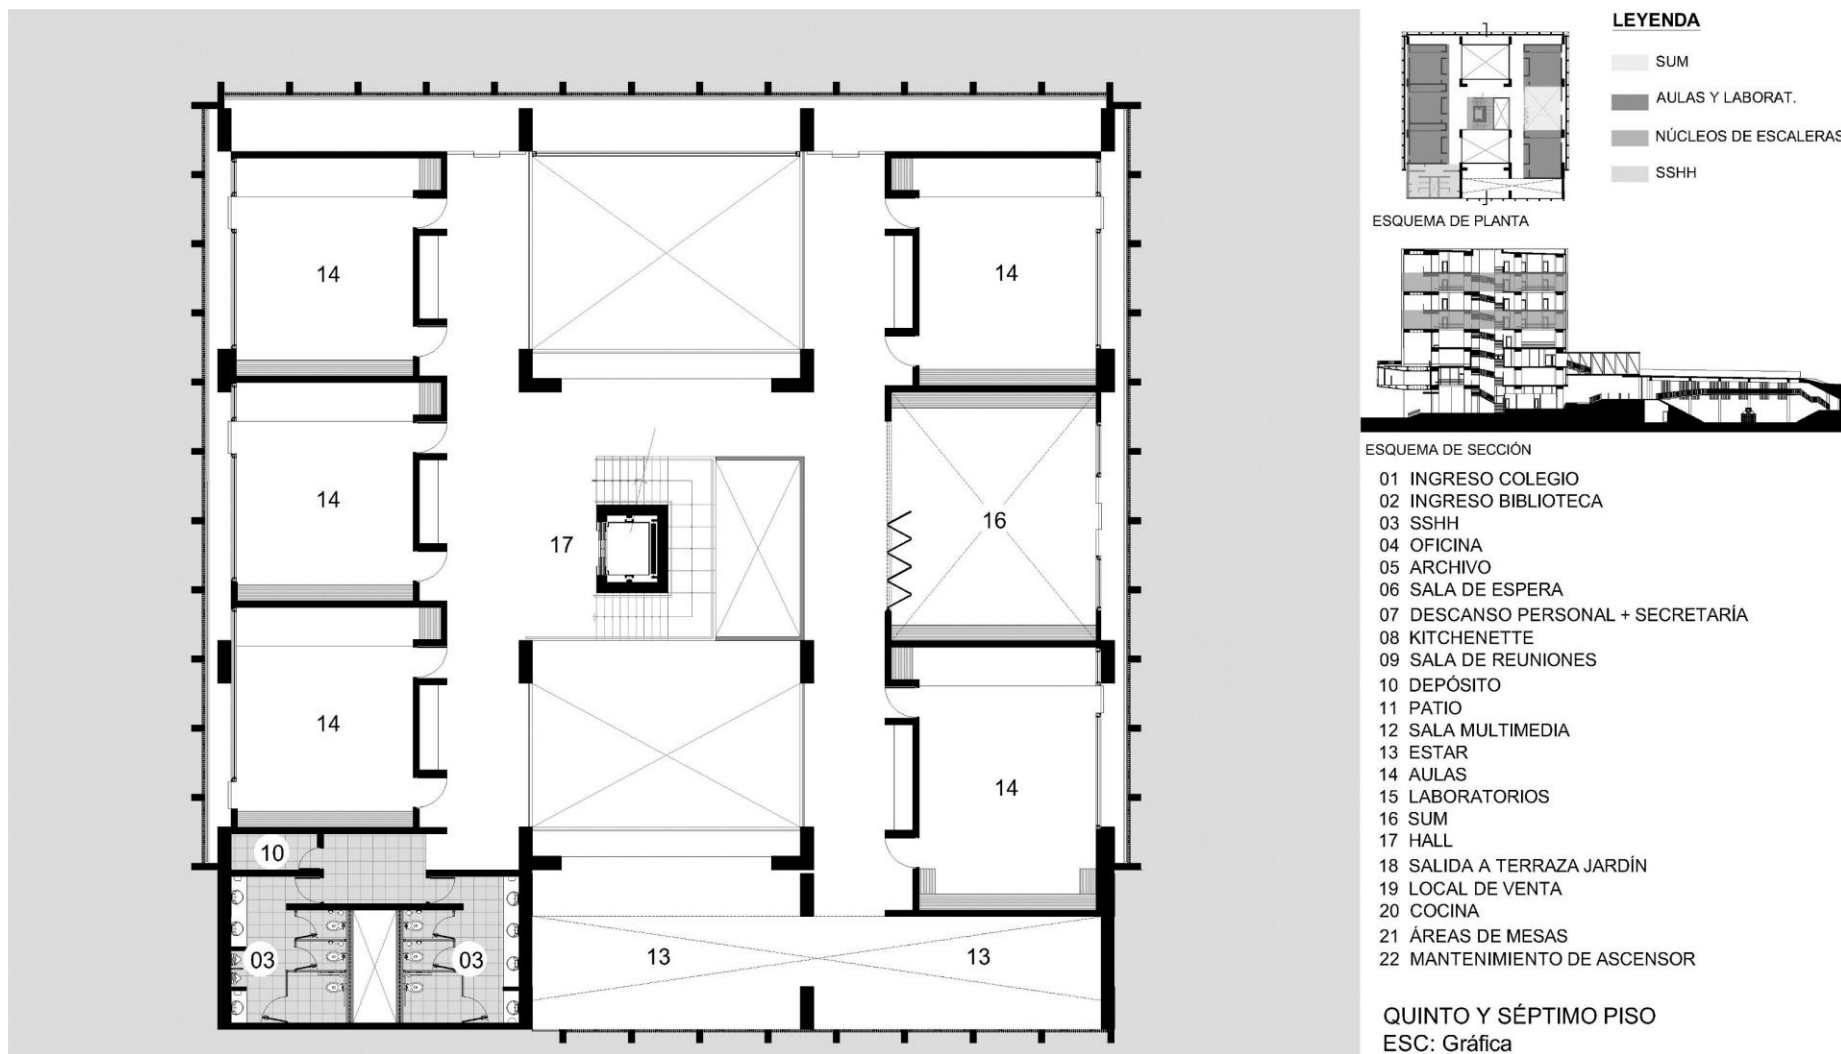 14
14
14
14
14
16
17
10
03
03
13
13
LEYENDA
SUM
AULAS Y LABORAT.
NÚCLEOS DE ESCALERAS
SSHH
ESQUEMA DE PLANTA
ESQUEMA DE SECCIÓN
01 INGRESO COLEGIO
02 INGRESO BIBLIOTECA
03 SSHH
04 OFICINA
05 ARCHIVO
06 SALA DE ESPERA
07 DESCANSO PERSONAL + SECRETARÍA
08 KITCHENETTE
09 SALA DE REUNIONES
10 DEPÓSITO
11 PATIO
12 SALA MULTIMEDIA
13 ESTAR
14 AULAS
15 LABORATORIOS
16 SUM
17 HALL
18 SALIDA A TERRAZA JARDÍN
19 LOCAL DE VENTA
20 COCINA
21 ÁREAS DE MESAS
22 MANTENIMIENTO DE ASCENSOR
QUINTO Y SÉPTIMO PISO
ESC: Gráfica